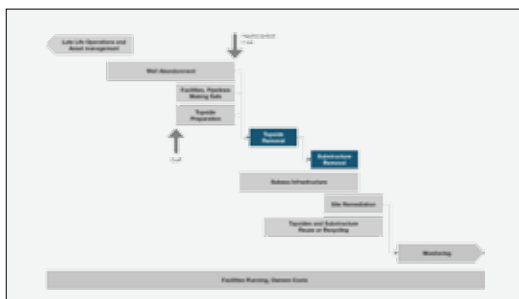 Late Life Operations and
Asset management
Well Abandonment
Facilities, Pipelines
Making Safe
Topside
Preparation
CoP
Topside
Removal
Substructure
Removal
Subsea Infrastructure
Site Remediation
Topsides and Substructure
Reuse or Recycling
Monitoring
Facilities Running, Owners Costs